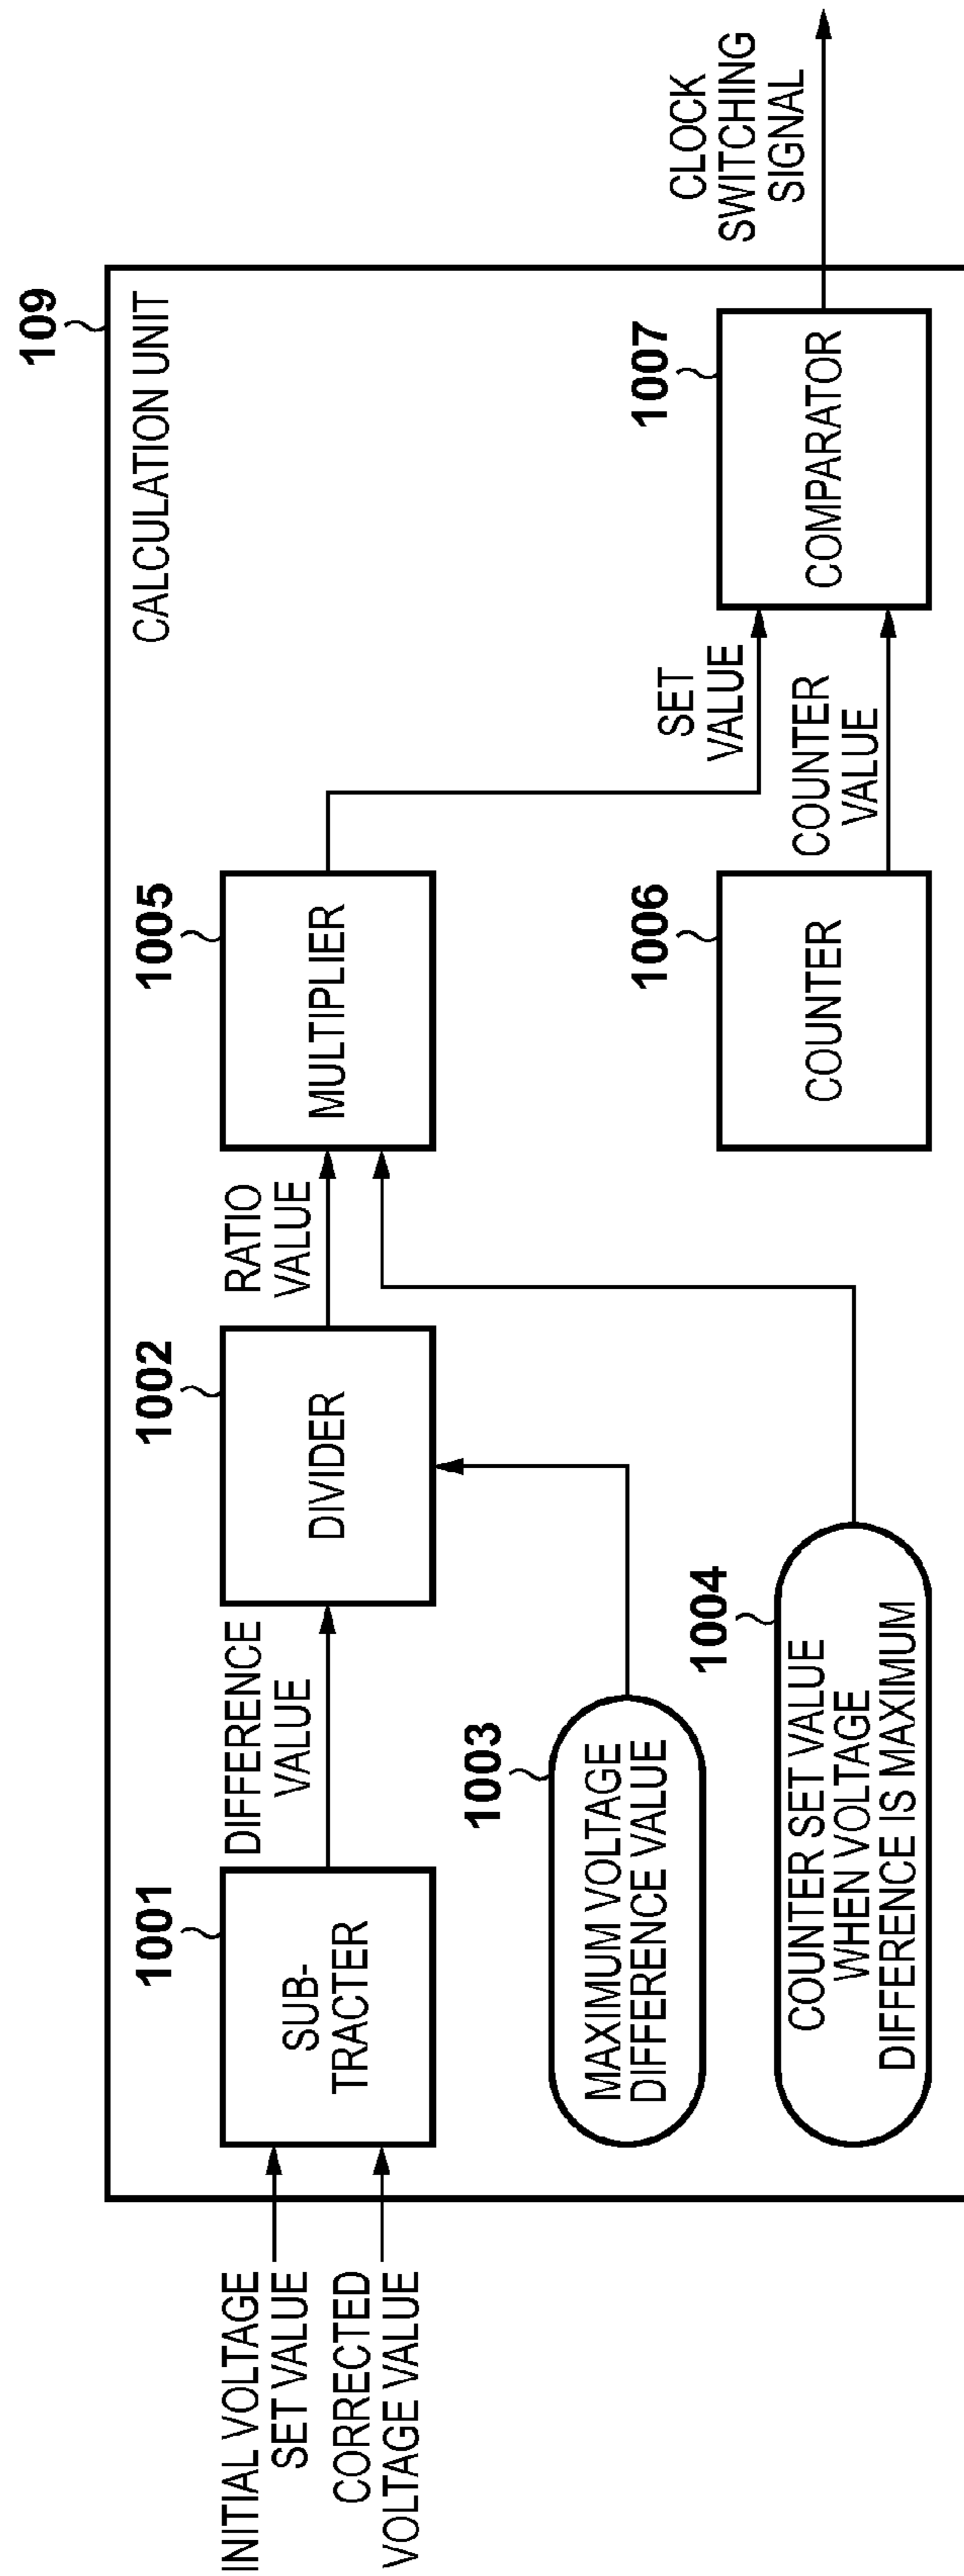 109
CALCULATION UNIT
INITIAL VOLTAGE
SET VALUE
CORRECTED
VOLTAGE VALUE
1001
SUB-
TRACTER
DIFFERENCE
VALUE
1002
DIVIDER
RATIO
VALUE
1005
MULTIPLIER
1003
MAXIMUM VOLTAGE
DIFFERENCE VALUE
1004
COUNTER SET VALUE
WHEN VOLTAGE
DIFFERENCE IS MAXIMUM
SET
VALUE
1006
COUNTER
COUNTER
VALUE
1007
COMPARATOR
CLOCK
SWITCHING
SIGNAL